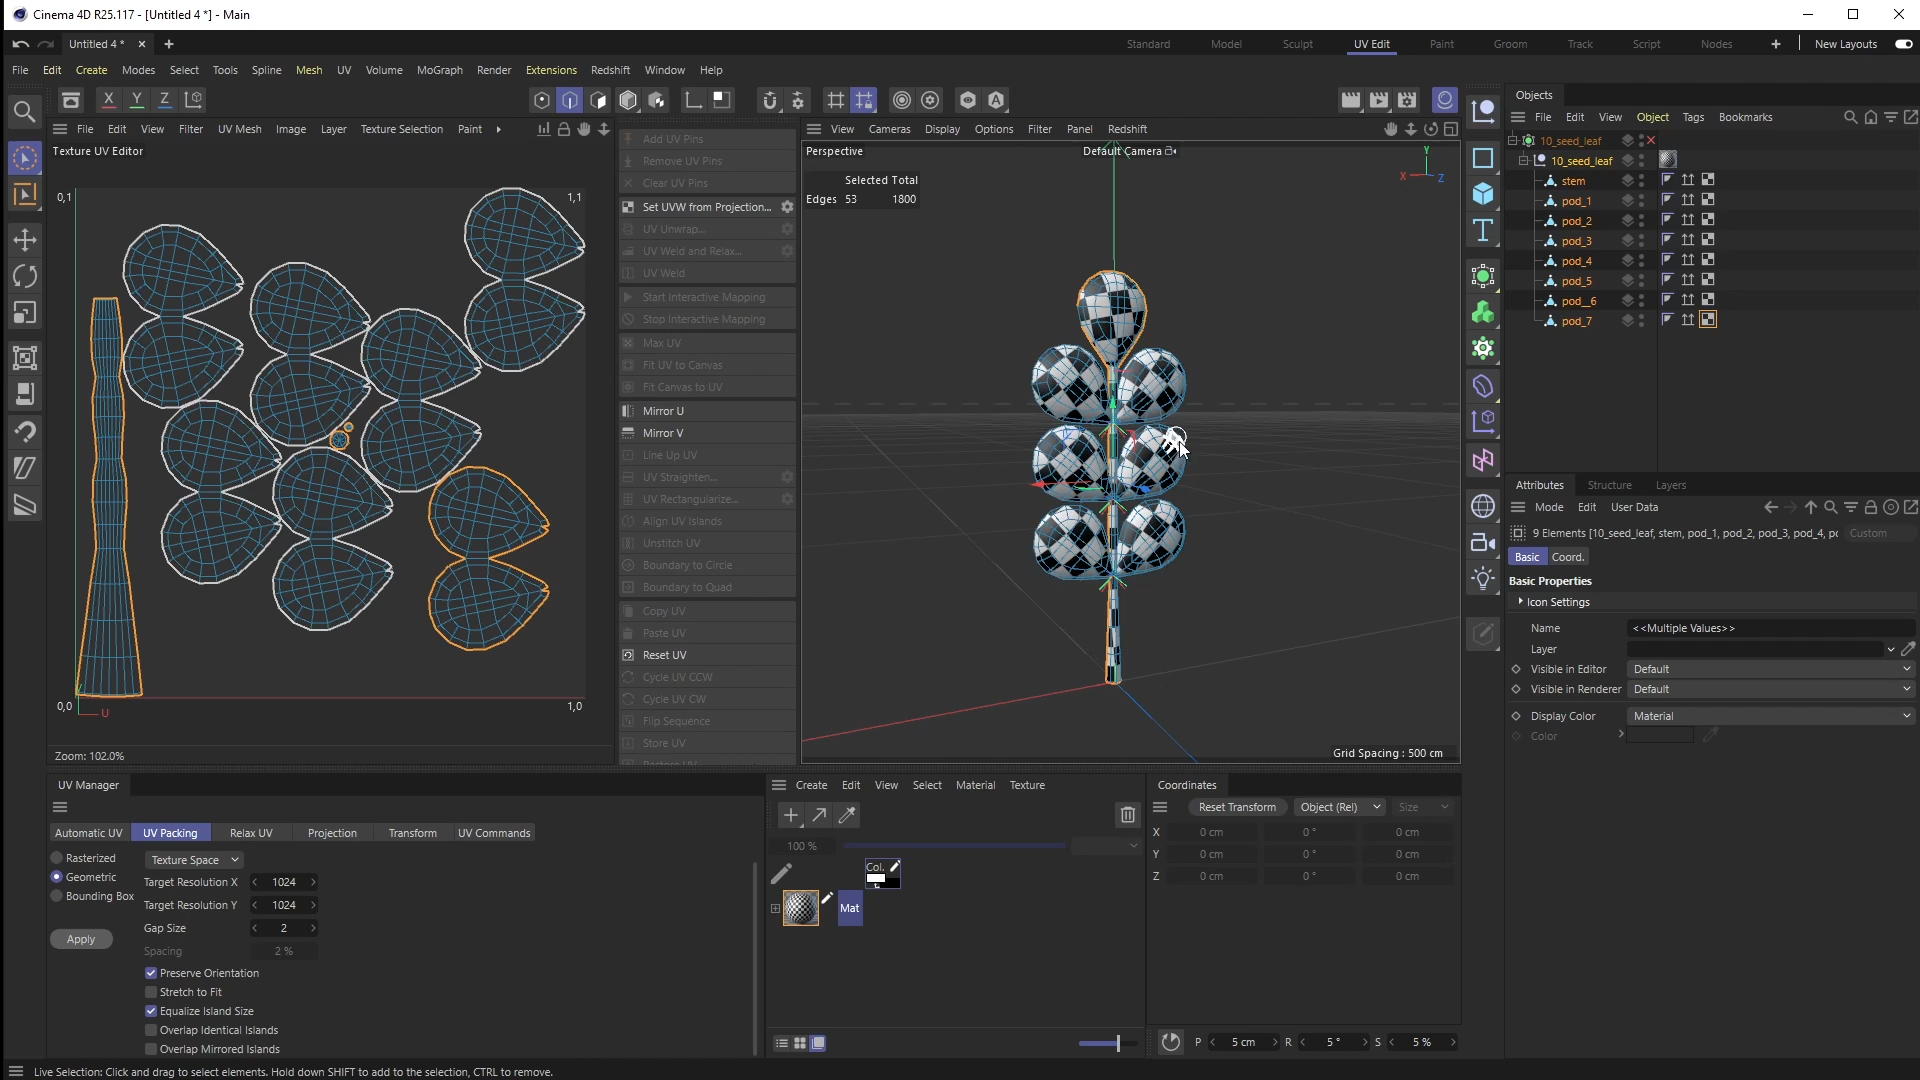 Cinema 4D R25.117 - [Untitled 4 *] - Main
Untitled 4 *
Standard Model Sculpt UV Edit Paint Groom Track Script Nodes New Layouts
File Edit Create Modes Select Tools Spline Mesh UV Volume MoGraph Render Extensions Redshift Window Help
X Y Z
File Edit View Filter UV Mesh Image Layer Texture Selection Paint
Texture UV Editor
0,1
1,1
0,0
U
1,0
Zoom: 102.0%
Add UV Pins
Remove UV Pins
Clear UV Pins
Set UVW from Projection...
UV Unwrap...
UV Weld and Relax...
UV Weld
Start Interactive Mapping
Stop Interactive Mapping
Max UV
Fit UV to Canvas
Fit Canvas to UV
Mirror U
Mirror V
Line Up UV
UV Straighten...
UV Rectangularize...
Align UV Islands
Unstitch UV
Boundary to Circle
Boundary to Quad
Copy UV
Paste UV
Reset UV
Cycle UV CCW
Cycle UV CW
Flip Sequence
Store UV
Restore UV
View Cameras Display Options Filter Panel Redshift
Perspective
Default Camera
Selected Total
Edges 53 1800
Y
X
Z
Grid Spacing : 500 cm
Objects
File Edit View Object Tags Bookmarks
10_seed_leaf
10_seed_leaf
stem
pod_1
pod_2
pod_3
pod_4
pod_5
pod__6
pod_7
Attributes Structure Layers
Mode Edit User Data
9 Elements [10_seed_leaf, stem, pod_1, pod_2, pod_3, pod_4, pc
Custom
Basic Coord.
Basic Properties
Icon Settings
Name <<Multiple Values>>
Layer
Visible in Editor Default
Visible in Renderer Default
Display Color Material
Color
UV Manager
Automatic UV UV Packing Relax UV Projection Transform UV Commands
Rasterized
Geometric
Bounding Box
Apply
Texture Space
Target Resolution X 1024
Target Resolution Y 1024
Gap Size 2
Spacing 2 %
Preserve Orientation
Stretch to Fit
Equalize Island Size
Overlap Identical Islands
Overlap Mirrored Islands
Create Edit View Select Material Texture
100 %
Col.
Mat
Coordinates
Reset Transform Object (Rel) Size
X 0 cm 0 ° 0 cm
Y 0 cm 0 ° 0 cm
Z 0 cm 0 ° 0 cm
P 5 cm R 5 ° S 5 %
Live Selection: Click and drag to select elements. Hold down SHIFT to add to the selection, CTRL to remove.